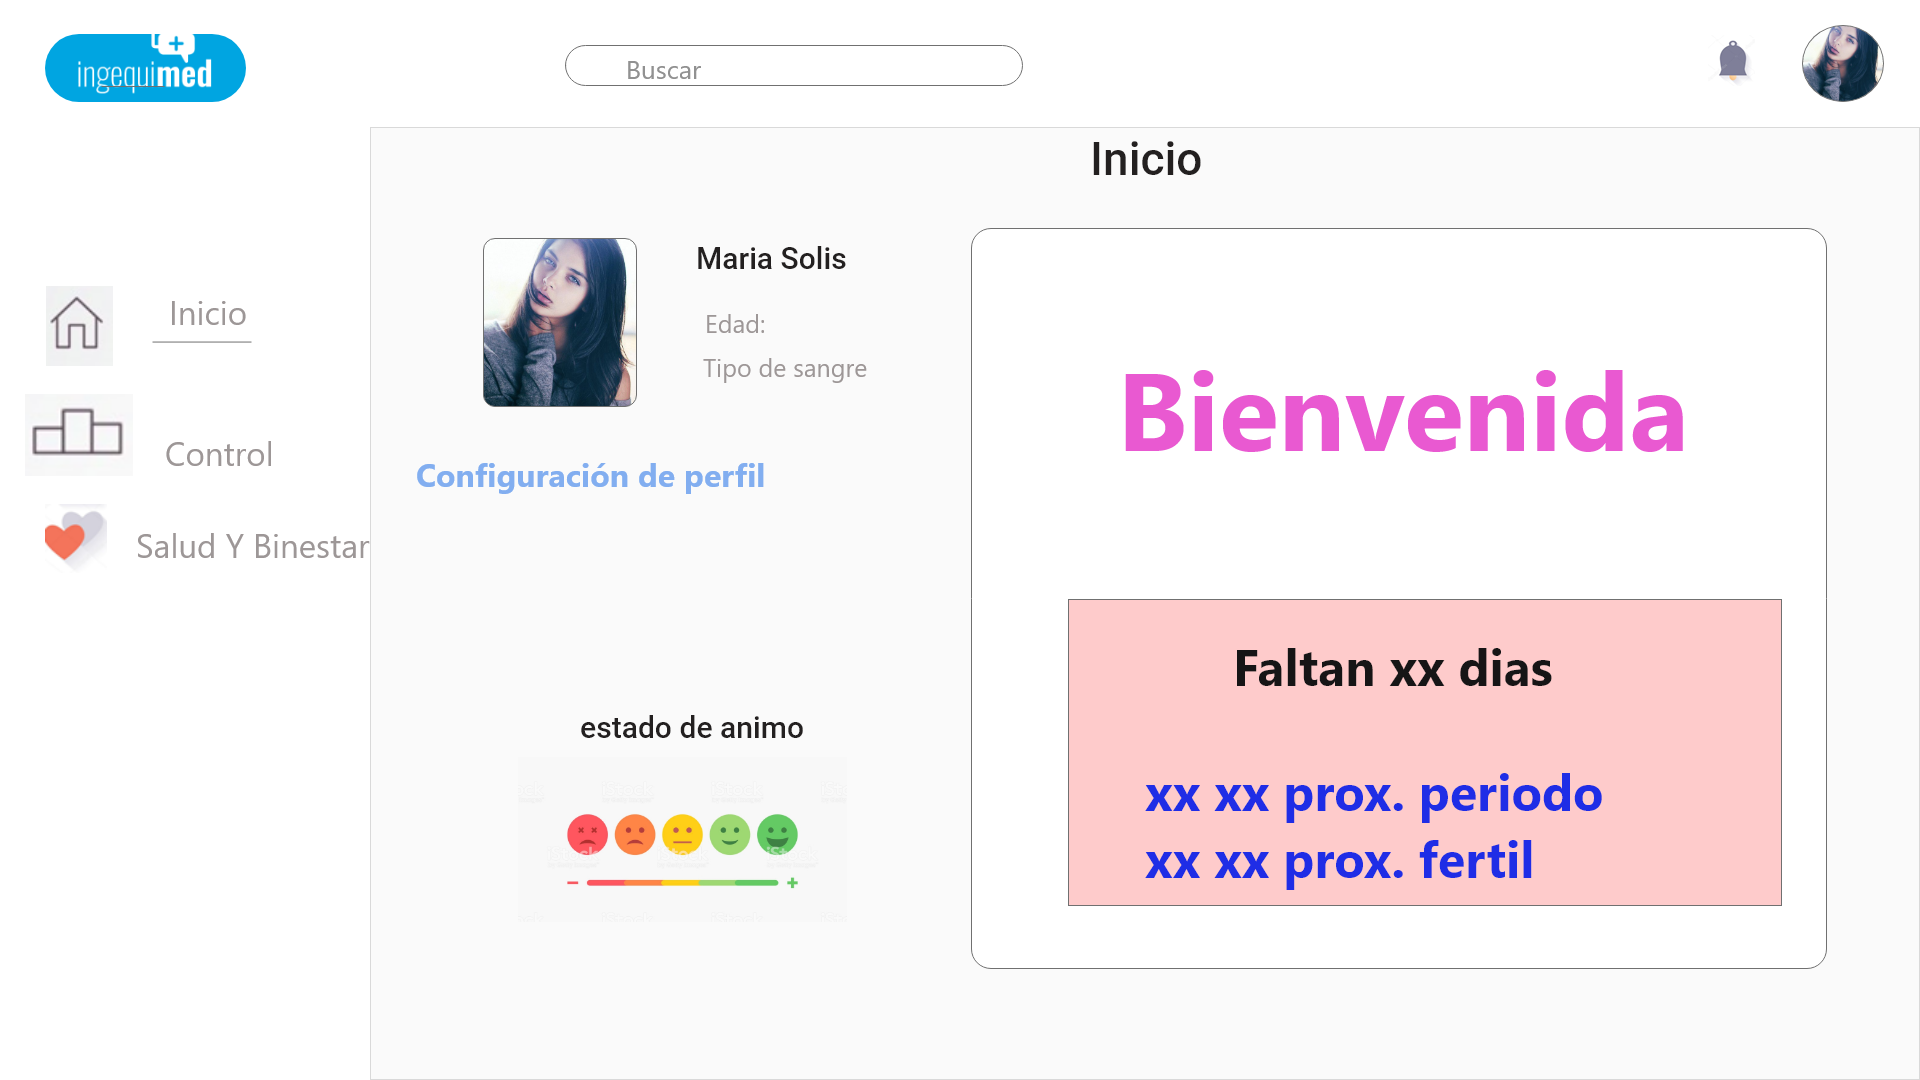 ingequimed
Buscar
Inicio
Inicio
Control
Salud Y Binestar
Maria Solis
Edad:
Tipo de sangre
Configuración de perfil
estado de animo
Bienvenida
Faltan xx dias
xx xx prox. periodo
xx xx prox. fertil